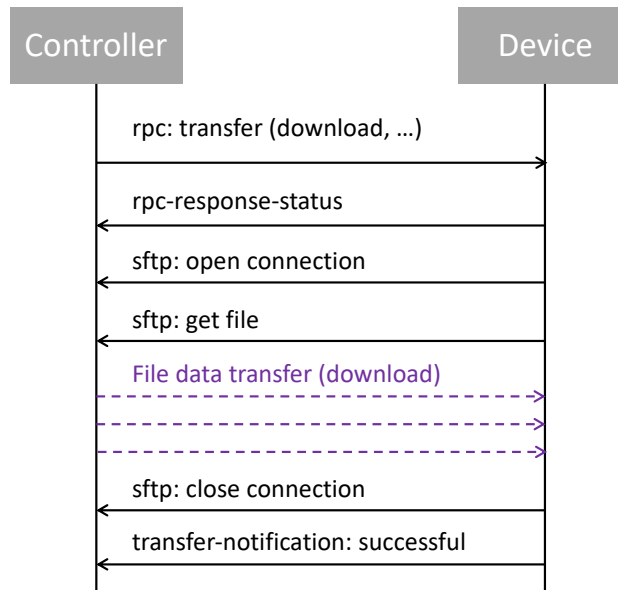 Controller
Device
rpc: transfer (download, …)
rpc-response-status
sftp: open connection
sftp: get file
File data transfer (download)
sftp: close connection
transfer-notification: successful